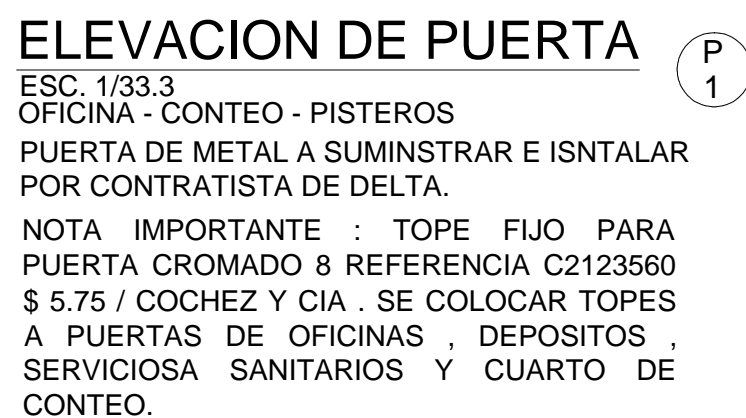 ELEVACION DE PUERTA
P
1
ESC. 1/33.3
OFICINA - CONTEO - PISTEROS
PUERTA DE METAL A SUMINSTRAR E ISNTALAR
POR CONTRATISTA DE DELTA.
NOTA IMPORTANTE : TOPE FIJO PARA
PUERTA CROMADO 8 REFERENCIA C2123560
$ 5.75 / COCHEZ Y CIA . SE COLOCAR TOPES
A PUERTAS DE OFICINAS , DEPOSITOS ,
SERVICIOSA SANITARIOS Y CUARTO DE
CONTEO.